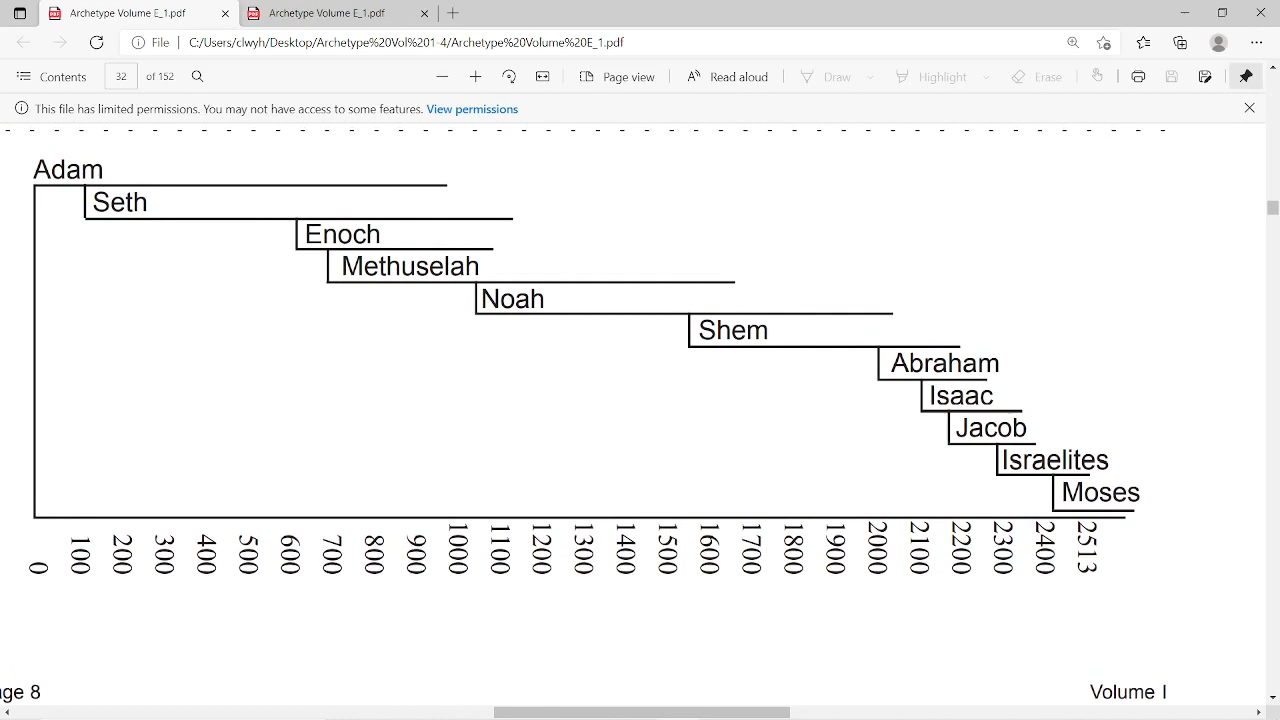 Archetype Volume E_1.pdf
Archetype Volume E_1.pdf
File | C:/Users/clwyh/Desktop/Archetype%20Vol%201-4/Archetype%20Volume%20E_1.pdf
Contents 32 of 152 Page view Read aloud Draw Highlight Erase
This file has limited permissions. You may not have access to some features. View permissions
Adam
Seth
Enoch
Methuselah
Noah
Shem
Abraham
Isaac
Jacob
Israelites
Moses
0 100 200 300 400 500 600 700 800 900 1000 1100 1200 1300 1400 1500 1600 1700 1800 1900 2000 2100 2200 2300 2400 2513
age 8 Volume I